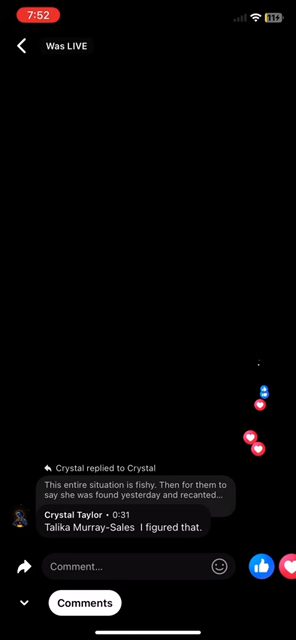 7:52
11
Was LIVE
Crystal replied to Crystal
This entire situation is fishy. Then for them to
say she was found yesterday and recanted...
Crystal Taylor • 0:31
Talika Murray-Sales I figured that.
Comment...
Comments